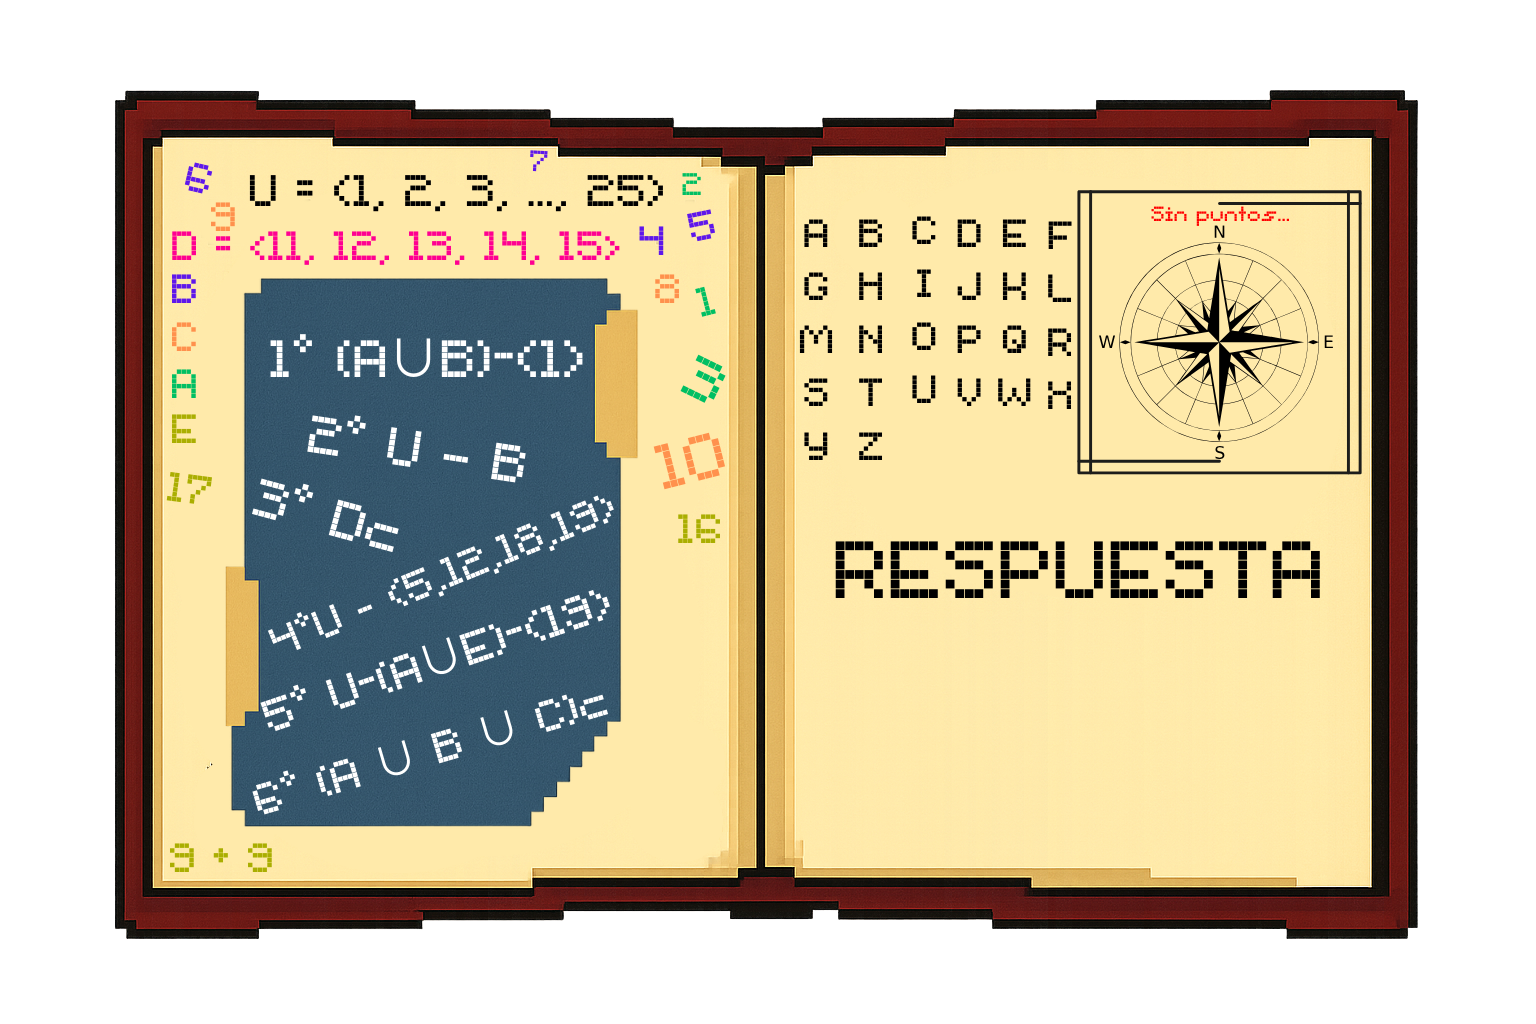 6
7
U = (1, 2, 3, ..., 25)
2
9
5
D = (11, 12, 13, 14, 15)
4
B
8
1
C
A
3
E
10
17
16
1° (A∪B)-(1)
2° U - B
3° Dc
4°U - (5,12,18,19)
5° U-(A∪E)-(19)
6° (A ∪ B ∪ C)c
9 + 9
A B C D E F
G H I J K L
M N O P Q R
S T U V W X
Y Z
Sin puntos...
N
W E
S
RESPUESTA